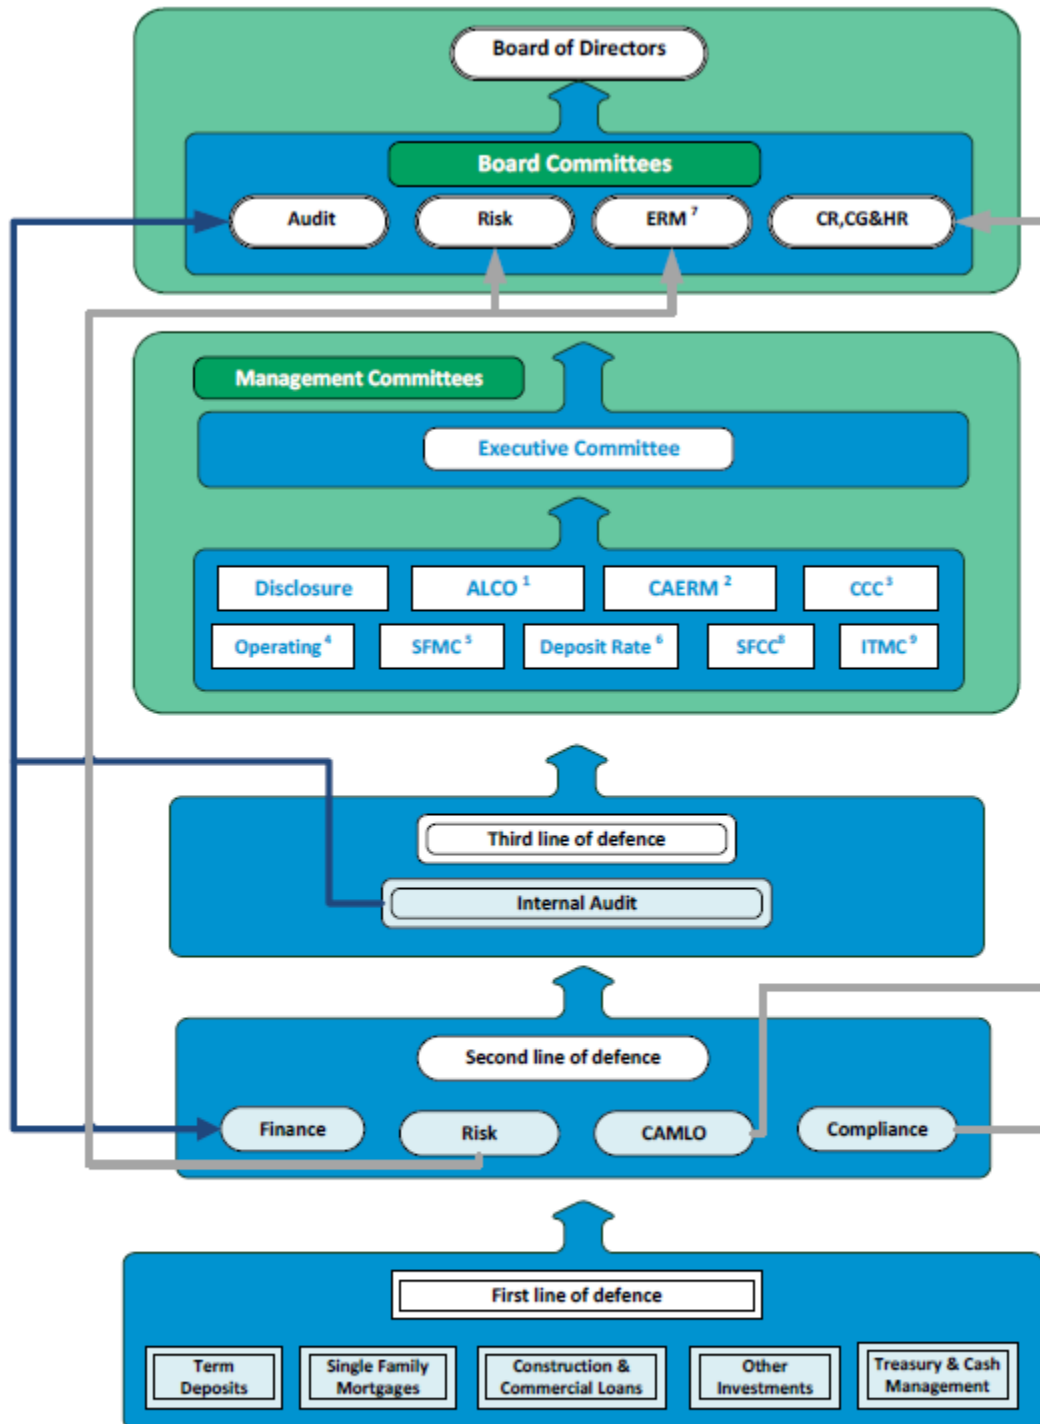 Board of Directors
Board Committees
Audit
Risk
ERM 7
CR,CG&HR
Management Committees
Executive Committee
Disclosure
ALCO 1
CAERM 2
CCC 3
Operating 4
SFMC 5
Deposit Rate 6
SFCC 8
ITMC 9
Third line of defence
Internal Audit
Second line of defence
Finance
Risk
CAMLO
Compliance
First line of defence
Term
Deposits
Single Family
Mortgages
Construction &
Commercial Loans
Other
Investments
Treasury & Cash
Management